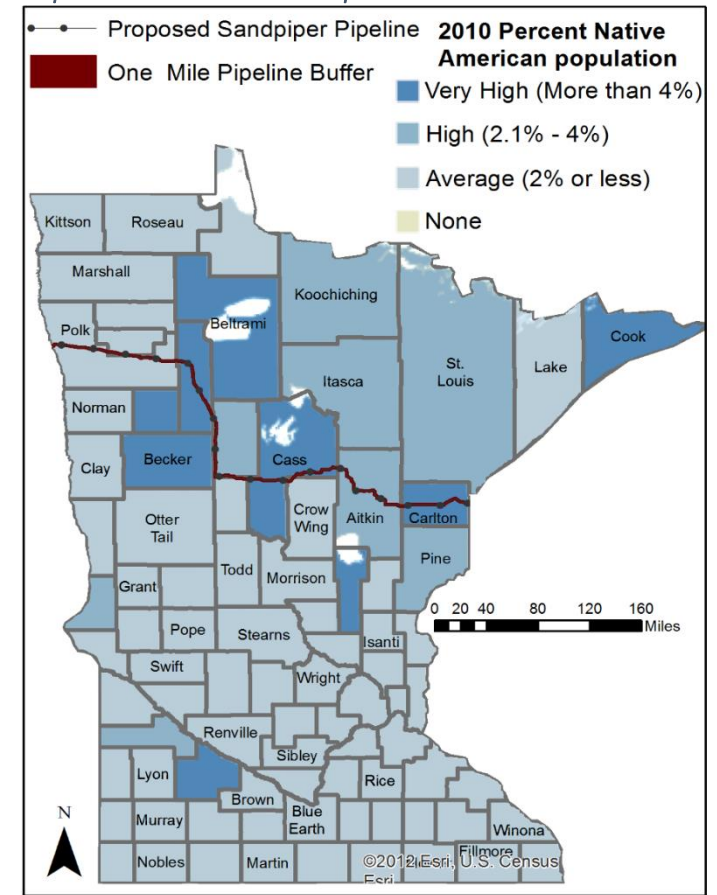 Proposed Sandpiper Pipeline
One Mile Pipeline Buffer
2010 Percent Native
American population
Very High (More than 4%)
High (2.1% - 4%)
Average (2% or less)
None
Kittson
Roseau
Marshall
Koochiching
Beltrami
Polk
Cook
St.
Louis
Lake
Itasca
Norman
Becker
Cass
Clay
Crow
Wing
Aitkin
Carlton
Otter
Tail
Todd
Morrison
Pine
Grant
0 20 40 80 120 160
Miles
Pope
Stearns
Isanti
Swift
Wright
Renville
Sibley
Lyon
Rice
Brown
N
Murray
Blue
Earth
Winona
Nobles
Martin
Fillmore
©2012 Esri, U.S. Census
Esri